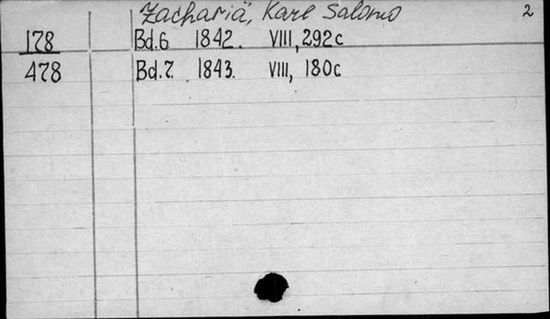 Zachariä, Karl Salomo 2
178 Bd.6 1842. VIII, 292c
478 Bd.7. 1843. VIII, 180c